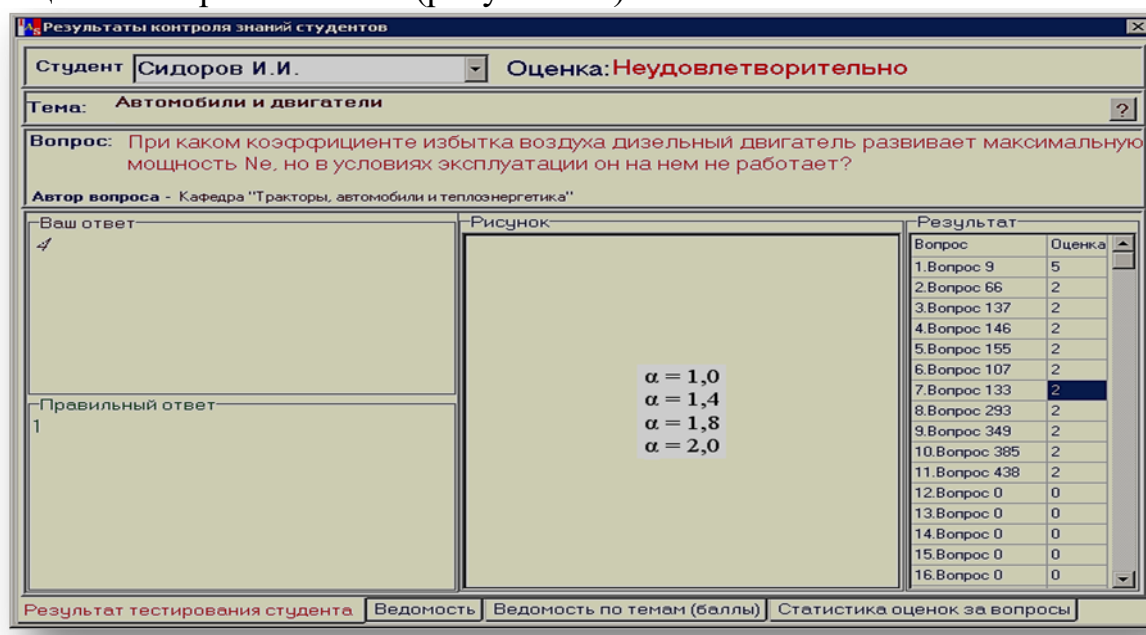 Результаты контроля знаний студентов
Студент Сидоров И.И. Оценка: Неудовлетворительно
Тема: Автомобили и двигатели ?
Вопрос: При каком коэффициенте избытка воздуха дизельный двигатель развивает максимальную
мощность Ne, но в условиях эксплуатации он на нем не работает?
Автор вопроса - Кафедра "Тракторы, автомобили и теплоэнергетика"
Ваш ответ
4
Правильный ответ
1
Рисунок
α = 1,0
α = 1,4
α = 1,8
α = 2,0
Результат
Вопрос Оценка
1.Вопрос 9 5
2.Вопрос 66 2
3.Вопрос 137 2
4.Вопрос 146 2
5.Вопрос 155 2
6.Вопрос 107 2
7.Вопрос 133 2
8.Вопрос 293 2
9.Вопрос 349 2
10.Вопрос 385 2
11.Вопрос 438 2
12.Вопрос 0 0
13.Вопрос 0 0
14.Вопрос 0 0
15.Вопрос 0 0
16.Вопрос 0 0
Результат тестирования студента Ведомость Ведомость по темам (баллы) Статистика оценок за вопросы